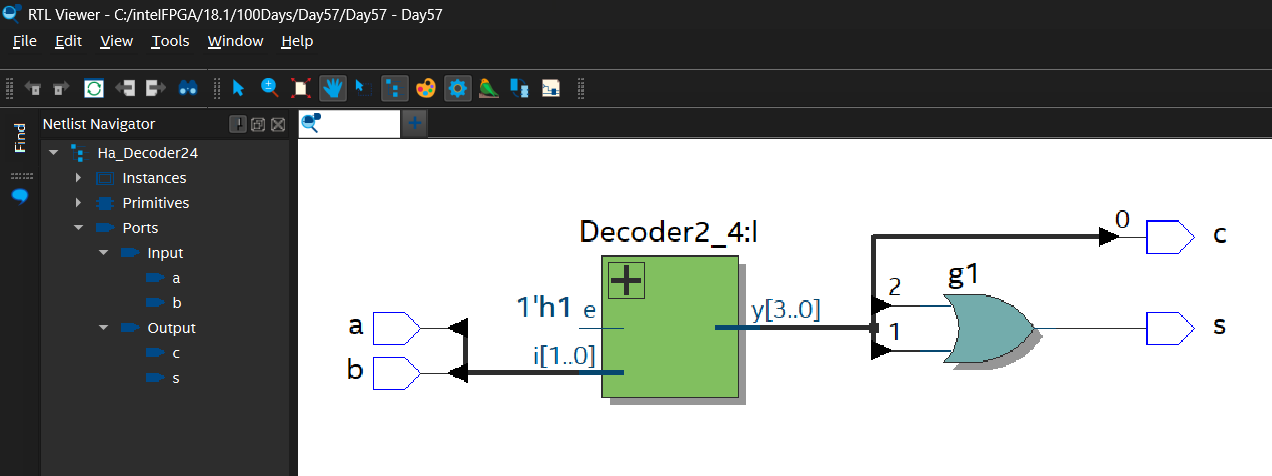 RTL Viewer - C:/intelFPGA/18.1/100Days/Day57/Day57 - Day57
File Edit View Tools Window Help
Find
Netlist Navigator
Ha_Decoder24
Instances
Primitives
Ports
Input
a
b
Output
c
s
Decoder2_4:l
1'h1 e
i[1..0]
y[3..0]
a
b
0
c
g1
2
1
s